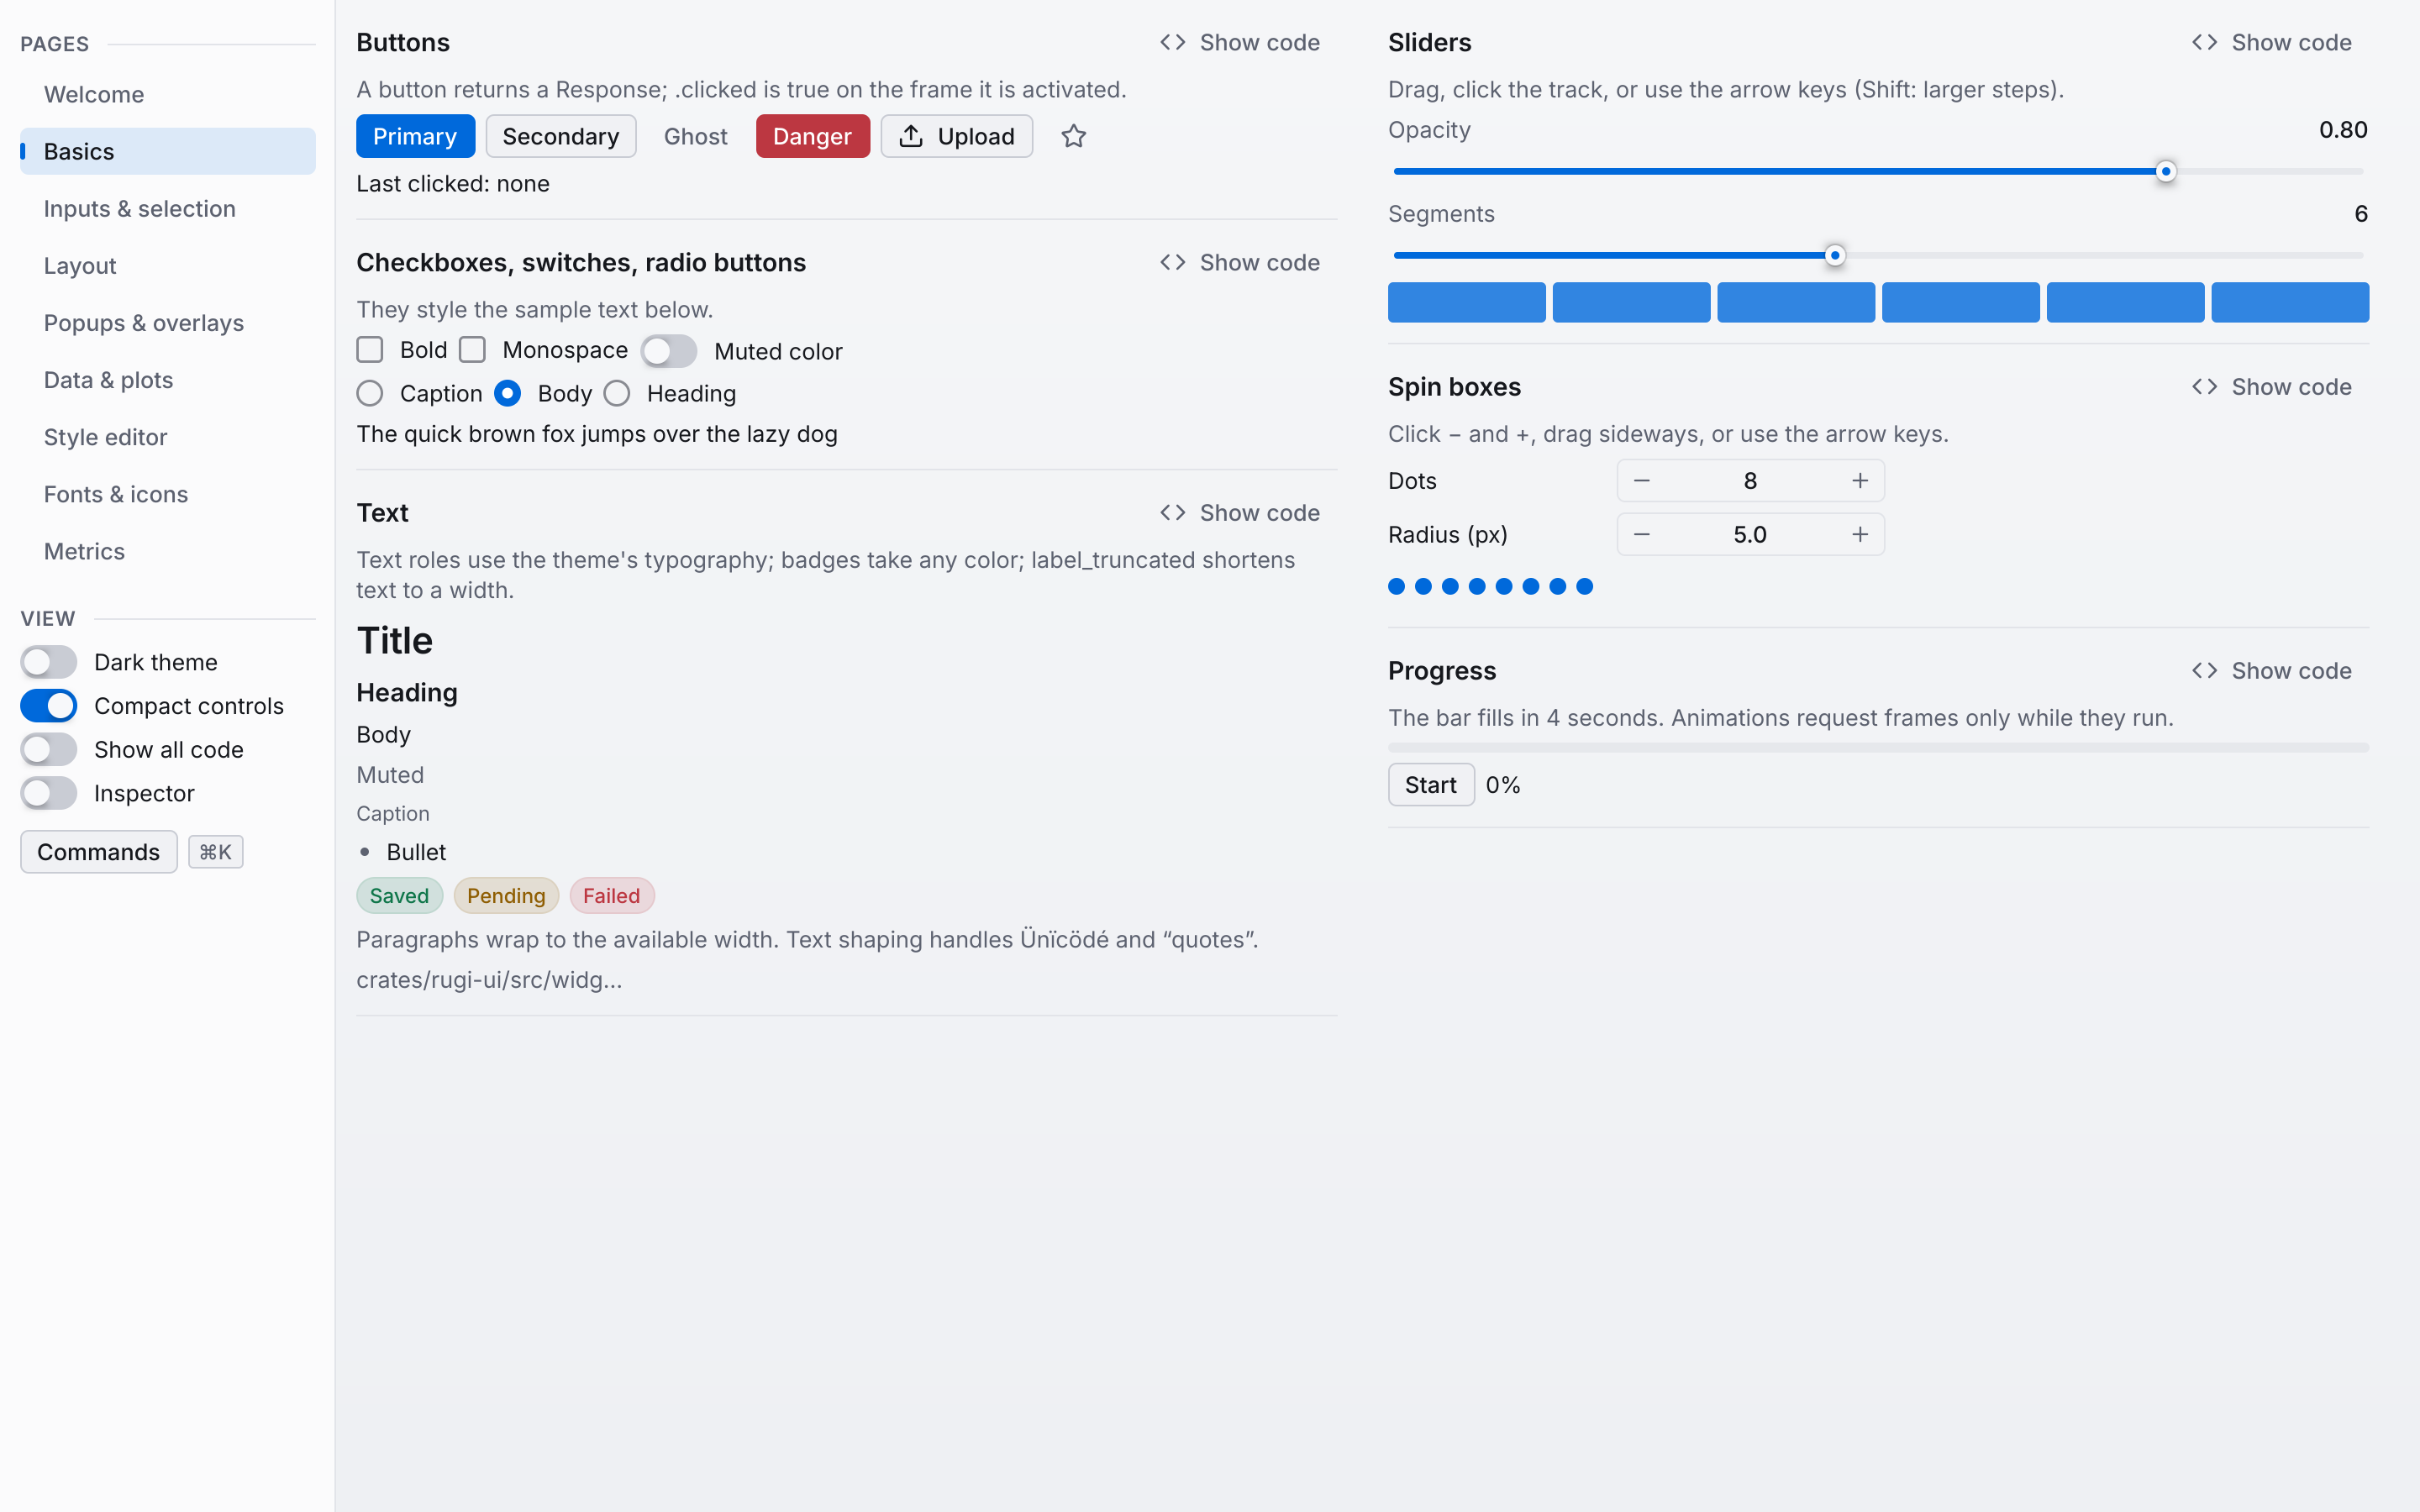 PAGES
Welcome
Basics
Inputs & selection
Layout
Popups & overlays
Data & plots
Style editor
Fonts & icons
Metrics
VIEW
Dark theme
Compact controls
Show all code
Inspector
Commands ⌘K
Buttons
Show code
A button returns a Response; .clicked is true on the frame it is activated.
Primary Secondary Ghost Danger Upload
Last clicked: none
Checkboxes, switches, radio buttons
Show code
They style the sample text below.
Bold Monospace Muted color
Caption Body Heading
The quick brown fox jumps over the lazy dog
Text
Show code
Text roles use the theme's typography; badges take any color; label_truncated shortens
text to a width.
Title
Heading
Body
Muted
Caption
• Bullet
Saved Pending Failed
Paragraphs wrap to the available width. Text shaping handles Ünïcödé and “quotes”.
crates/rugi-ui/src/widg…
Sliders
Show code
Drag, click the track, or use the arrow keys (Shift: larger steps).
Opacity 0.80
Segments 6
Spin boxes
Show code
Click − and +, drag sideways, or use the arrow keys.
Dots − 8 +
Radius (px) − 5.0 +
Progress
Show code
The bar fills in 4 seconds. Animations request frames only while they run.
Start 0%